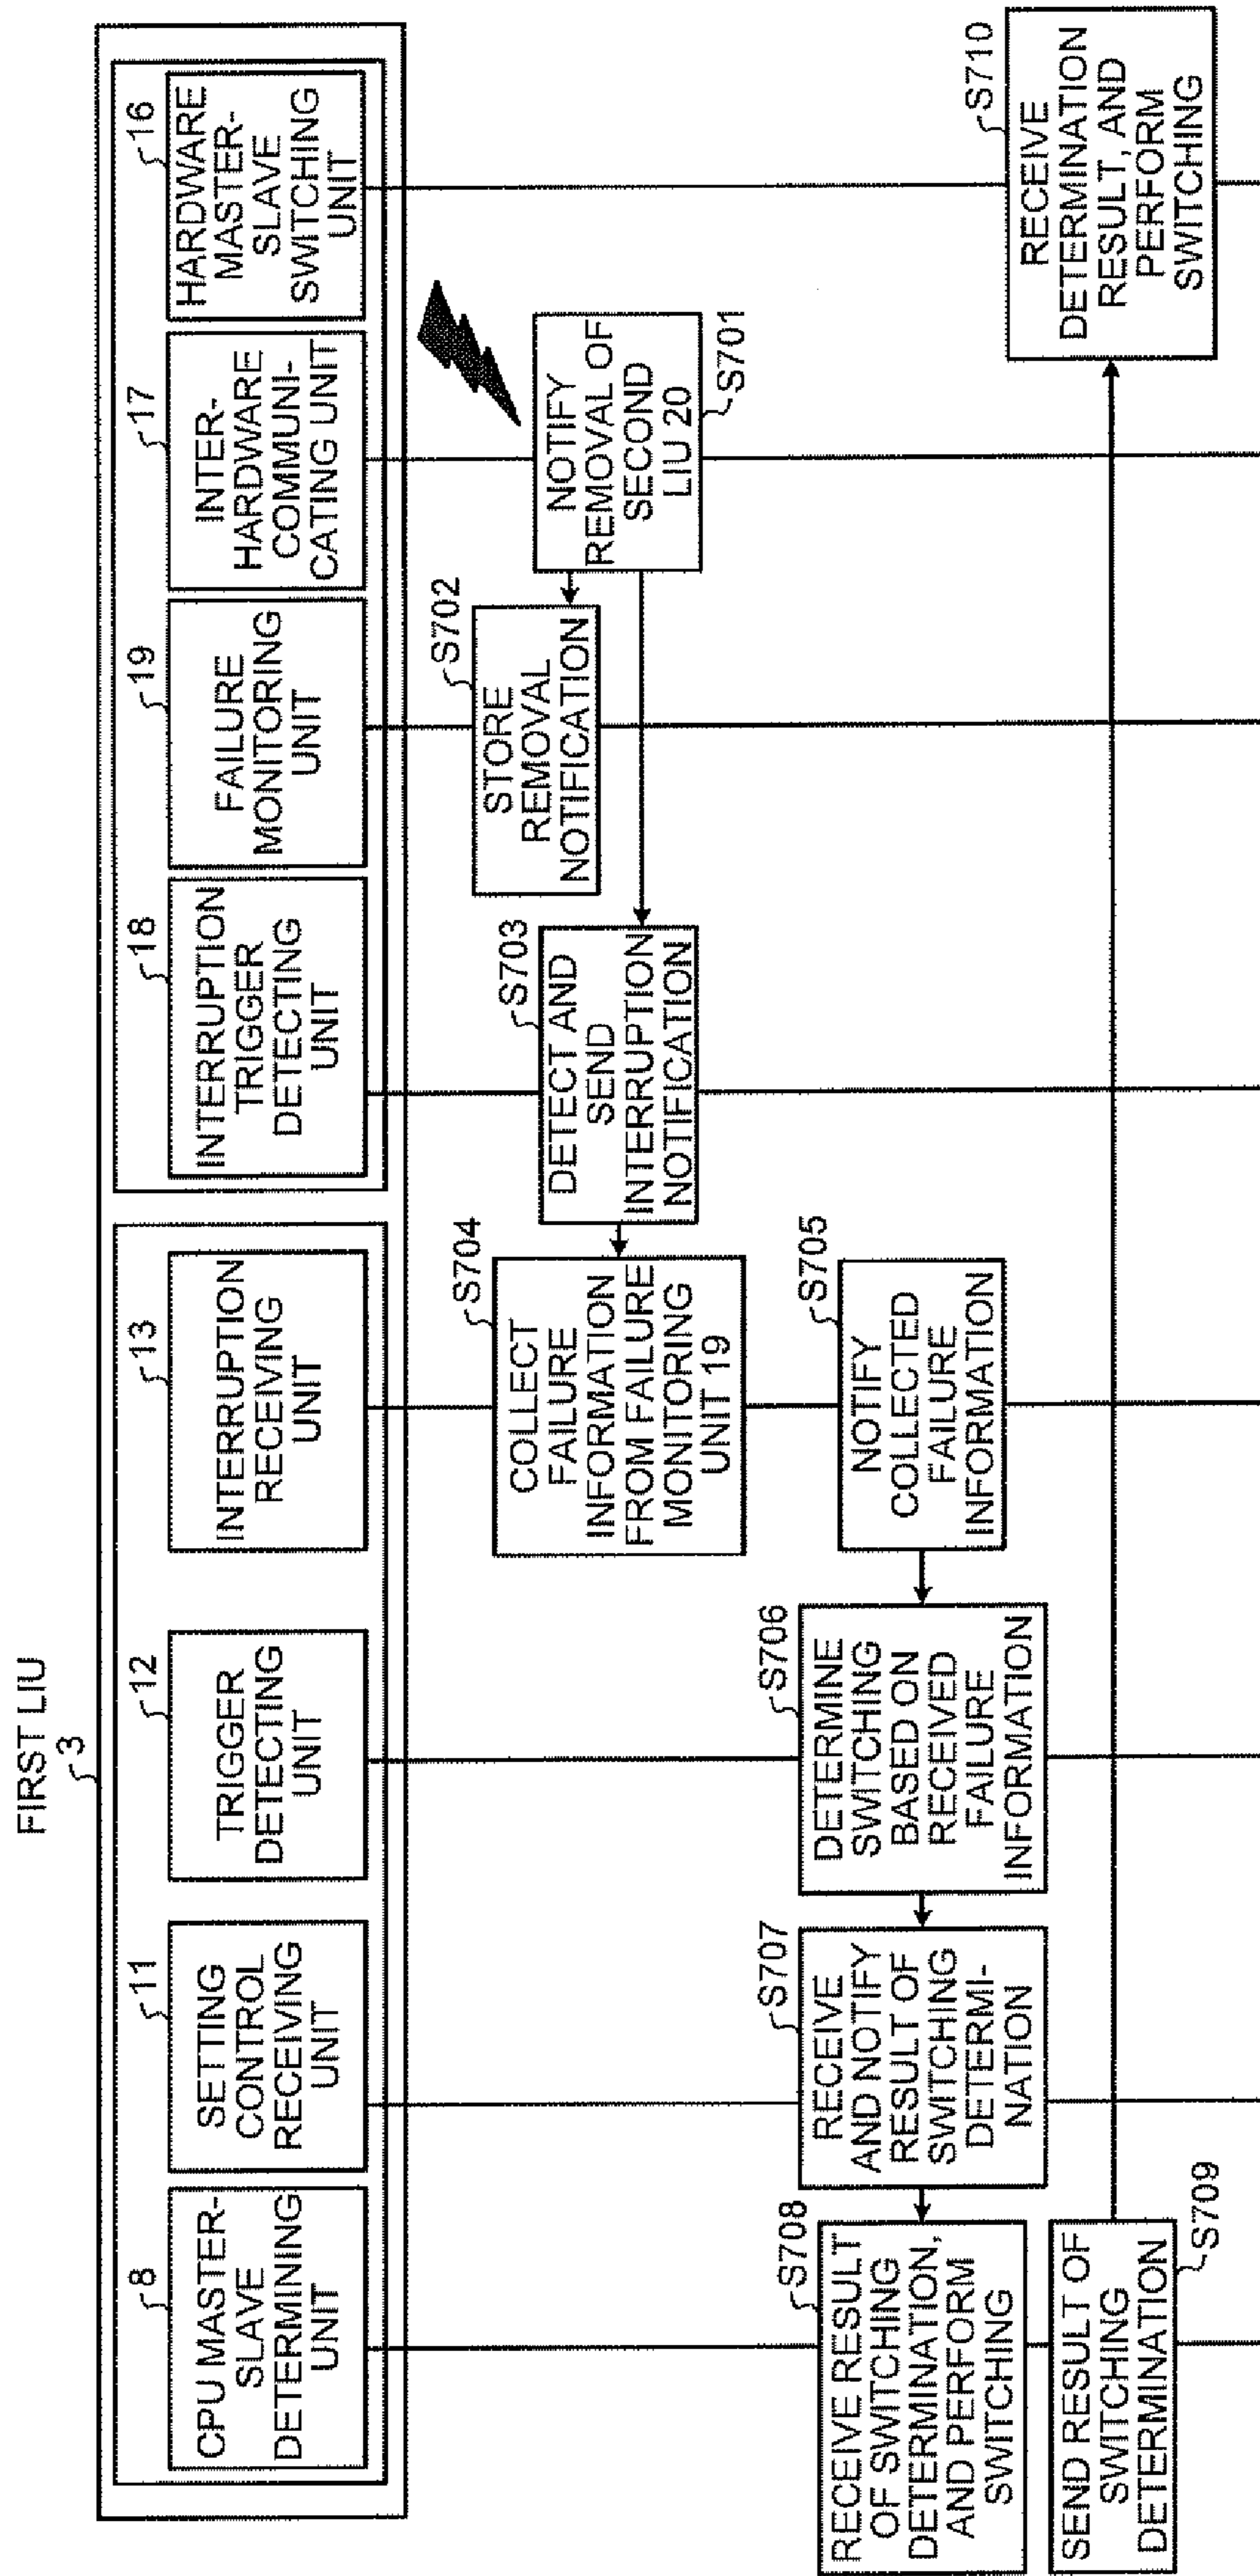 FIRST LIU
3
8
CPU MASTER-
SLAVE
DETERMINING
UNIT
11
SETTING
CONTROL
RECEIVING
UNIT
12
TRIGGER
DETECTING
UNIT
13
INTERRUPTION
RECEIVING
UNIT
18
INTERRUPTION
TRIGGER
DETECTING
UNIT
19
FAILURE
MONITORING
UNIT
17
INTER-
HARDWARE
COMMUNI-
CATING UNIT
16
HARDWARE
MASTER-
SLAVE
SWITCHING
UNIT
NOTIFY
REMOVAL OF
SECOND
LIU 20
S701
S702
STORE
REMOVAL
NOTIFICATION
S703
DETECT AND
SEND
INTERRUPTION
NOTIFICATION
S704
COLLECT
FAILURE
INFORMATION
FROM FAILURE
MONITORING
UNIT 19
S705
NOTIFY
COLLECTED
FAILURE
INFORMATION
S706
DETERMINE
SWITCHING
BASED ON
RECEIVED
FAILURE
INFORMATION
S707
RECEIVE
AND NOTIFY
RESULT OF
SWITCHING
DETERMI-
NATION
S708
RECEIVE RESULT
OF SWITCHING
DETERMINATION,
AND PERFORM
SWITCHING
SEND RESULT OF
SWITCHING
DETERMINATION
S709
S710
RECEIVE
DETERMINATION
RESULT, AND
PERFORM
SWITCHING